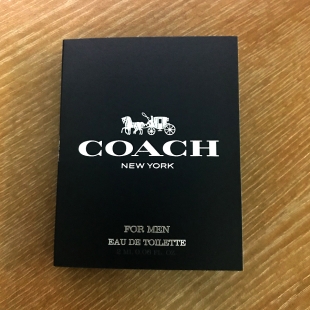 COACH
NEW YORK
FOR MEN
EAU DE TOILETTE